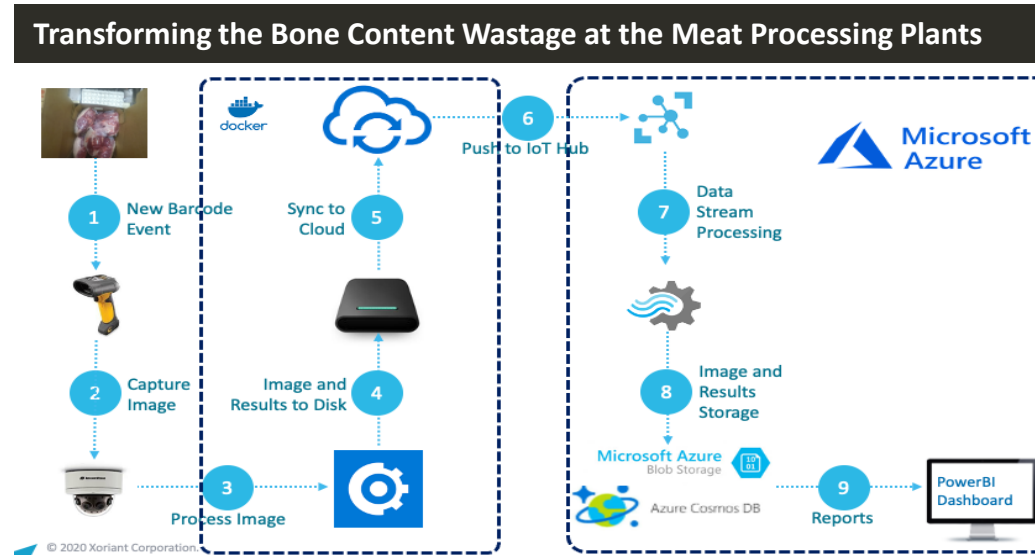 Transforming the Bone Content Wastage at the Meat Processing Plants
docker
6
Push to IoT Hub
Microsoft
Azure
1
New Barcode
Event
Sync to
Cloud
5
7
Data
Stream
Processing
2
Capture
Image
Image and
Results to Disk
4
8
Image and
Results
Storage
Microsoft Azure
Blob Storage
10
01
3
Process Image
Azure Cosmos DB
9
Reports
PowerBI
Dashboard
© 2020 Xoriant Corporation.